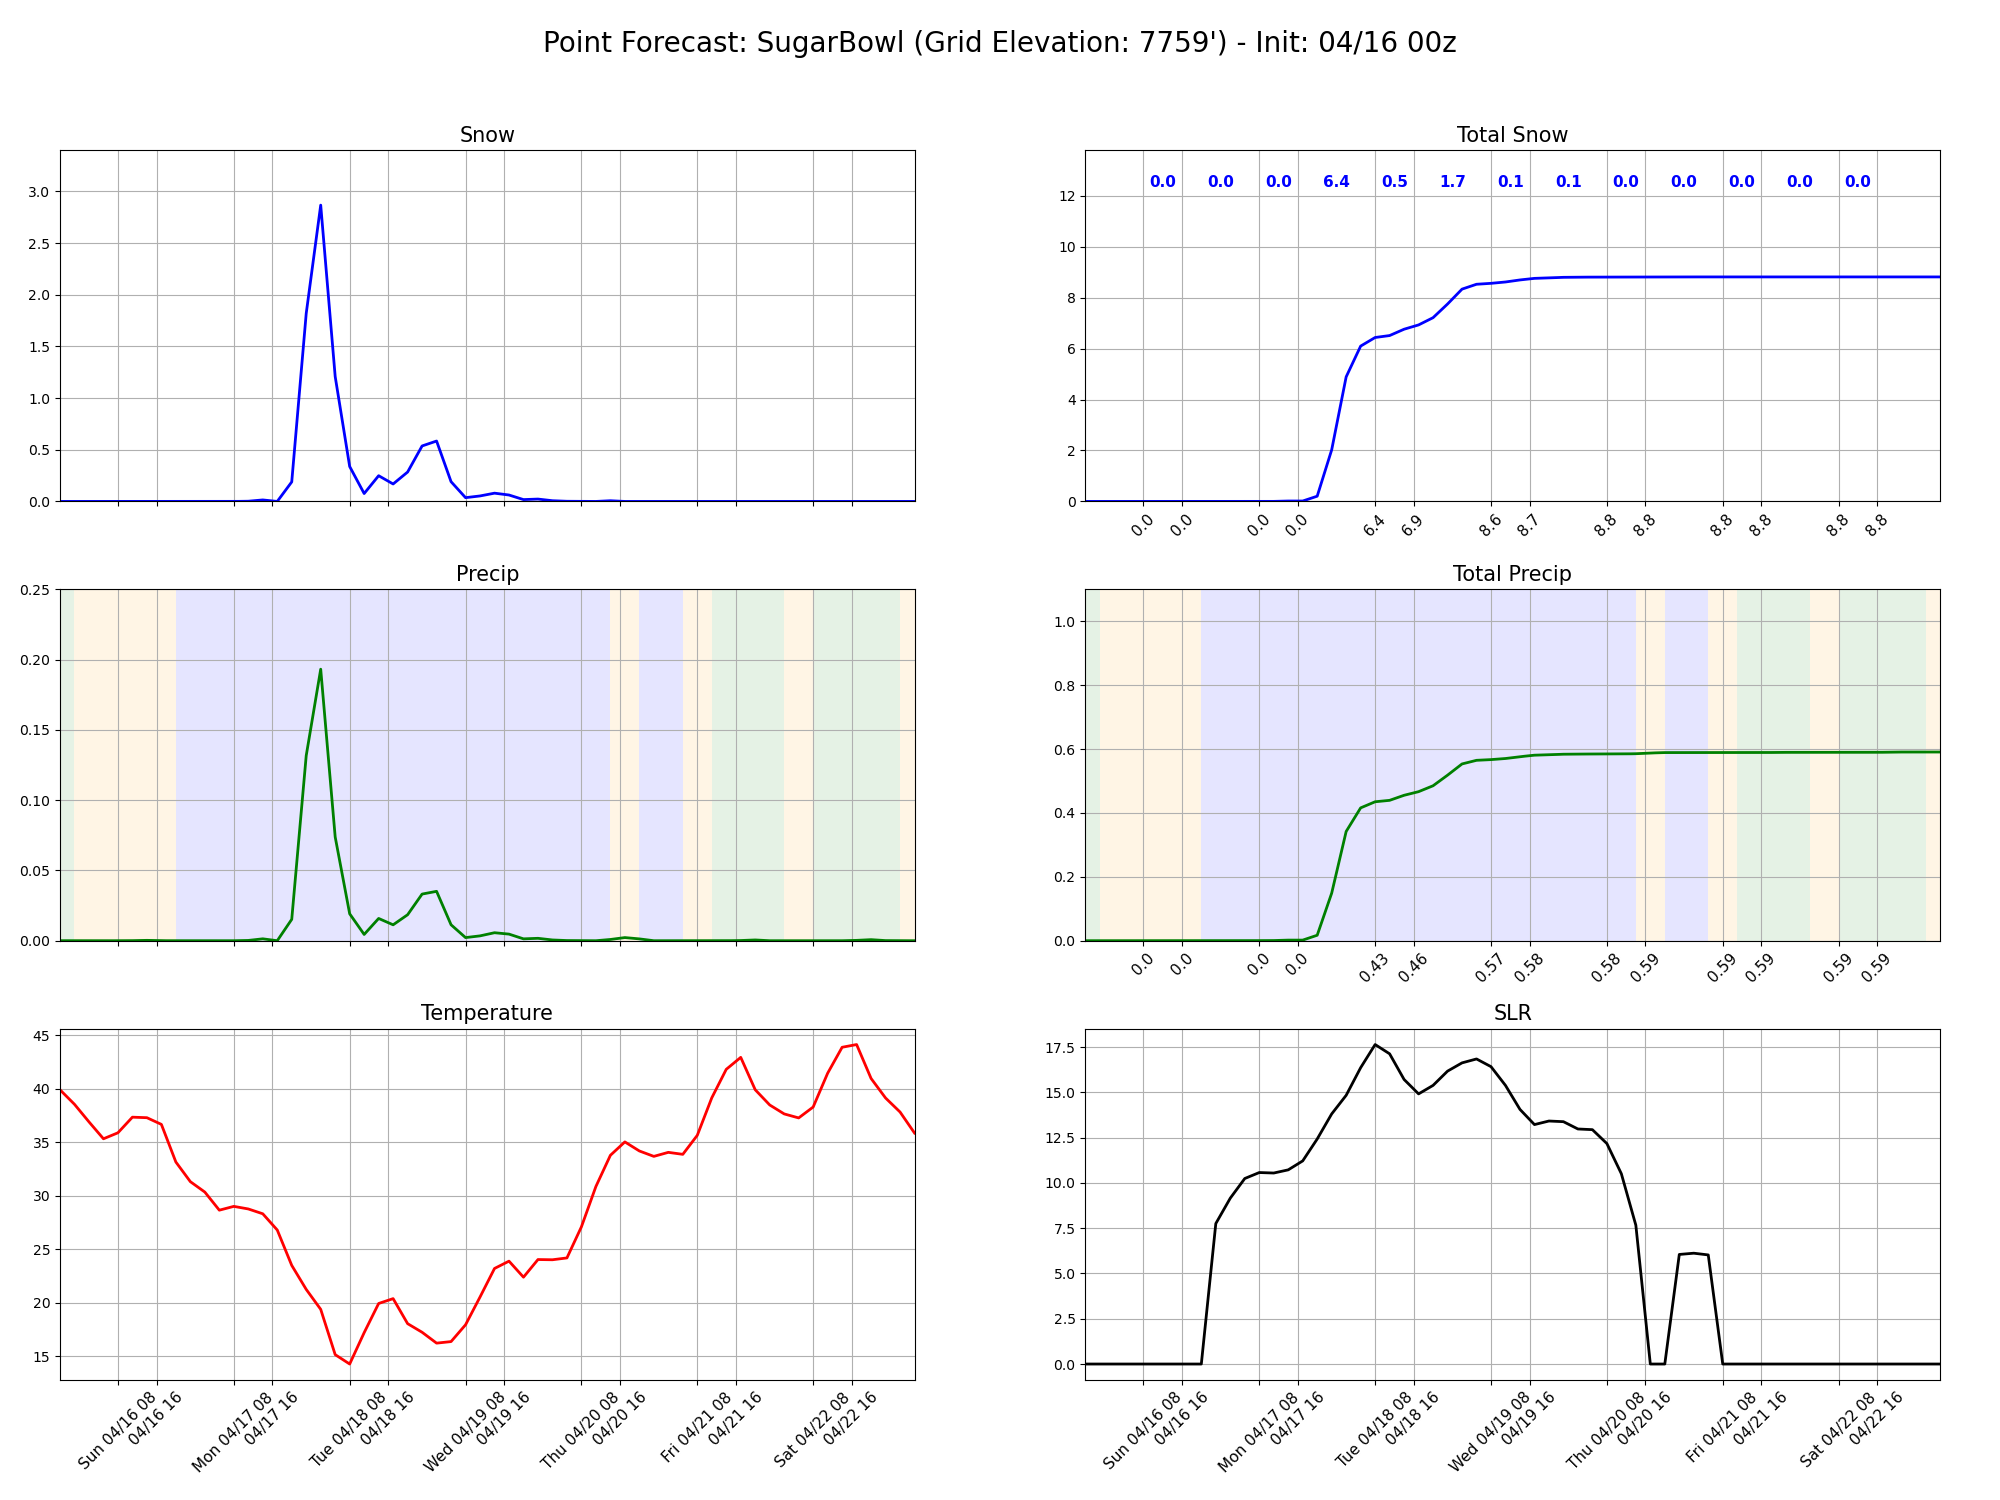 Point Forecast: SugarBowl (Grid Elevation: 7759') - Init: 04/16 00z
Snow
3.0
2.5
2.0
1.5
1.0
0.5
0.0
Total Snow
0.0 0.0 0.0 6.4 0.5 1.7 0.1 0.1 0.0 0.0 0.0 0.0 0.0
12
10
8
6
4
2
0
0.0 0.0 0.0 0.0 6.4 6.9 8.6 8.7 8.8 8.8 8.8 8.8 8.8 8.8
Precip
0.25
0.20
0.15
0.10
0.05
0.00
Total Precip
1.0
0.8
0.6
0.4
0.2
0.0
0.0 0.0 0.0 0.0 0.43 0.46 0.57 0.58 0.58 0.59 0.59 0.59 0.59 0.59
Temperature
45
40
35
30
25
20
15
Sun 04/16 08
04/16 16
Mon 04/17 08
04/17 16
Tue 04/18 08
04/18 16
Wed 04/19 08
04/19 16
Thu 04/20 08
04/20 16
Fri 04/21 08
04/21 16
Sat 04/22 08
04/22 16
SLR
17.5
15.0
12.5
10.0
7.5
5.0
2.5
0.0
Sun 04/16 08
04/16 16
Mon 04/17 08
04/17 16
Tue 04/18 08
04/18 16
Wed 04/19 08
04/19 16
Thu 04/20 08
04/20 16
Fri 04/21 08
04/21 16
Sat 04/22 08
04/22 16